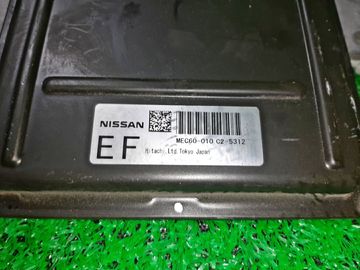 NISSAN
EF
MEC60-010 C2-5312
Hitachi,Ltd.Tokyo Japan